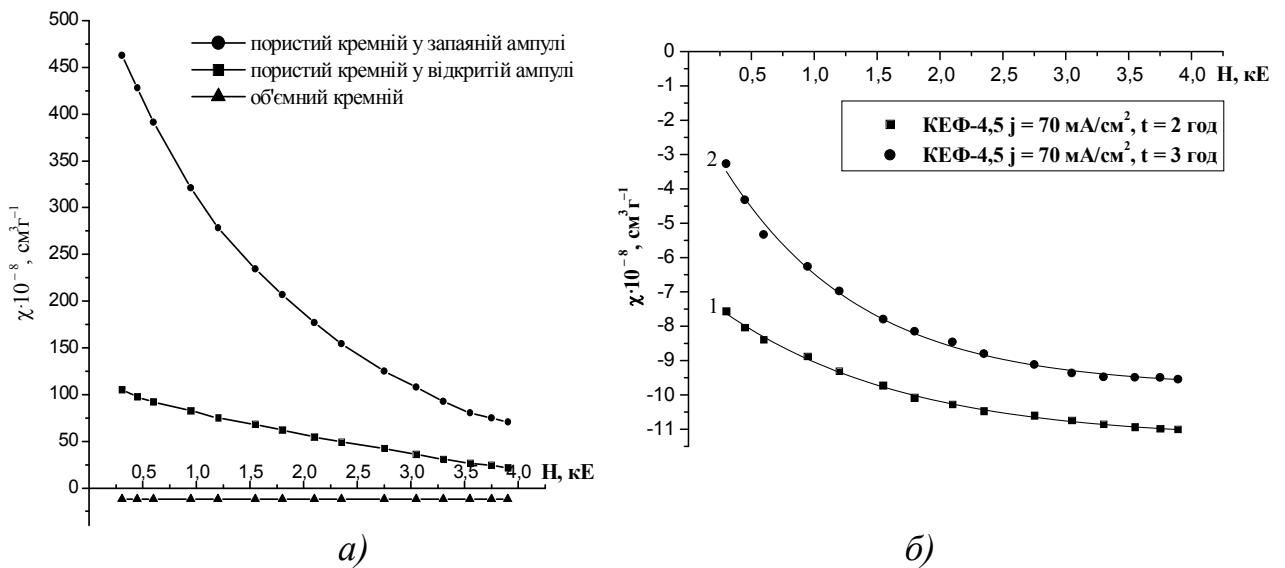 500
450
400
350
300
250
200
150
100
50
0
χ·10⁻⁸, см³г⁻¹
пористий кремній у запаяній ампулі
пористий кремній у відкритій ампулі
об'ємний кремній
0,5 1,0 1,5 2,0 2,5 3,0 3,5 4,0 Н, кЕ
а)
0
-1
-2
-3
-4
-5
-6
-7
-8
-9
-10
-11
χ·10⁻⁸, см³г⁻¹
0,5 1,0 1,5 2,0 2,5 3,0 3,5 4,0 Н, кЕ
КЕФ-4,5 j = 70 мА/см², t = 2 год
КЕФ-4,5 j = 70 мА/см², t = 3 год
2
1
б)